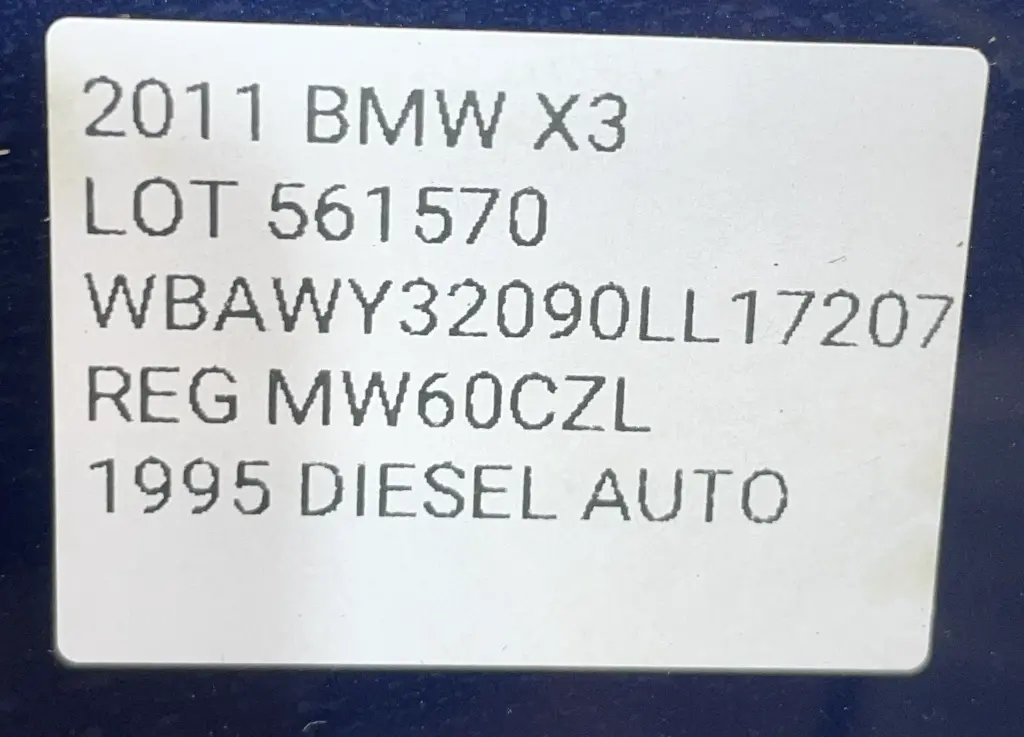 2011 BMW X3
LOT 561570
WBAWY32090LL17207
REG MW60CZL
1995 DIESEL AUTO